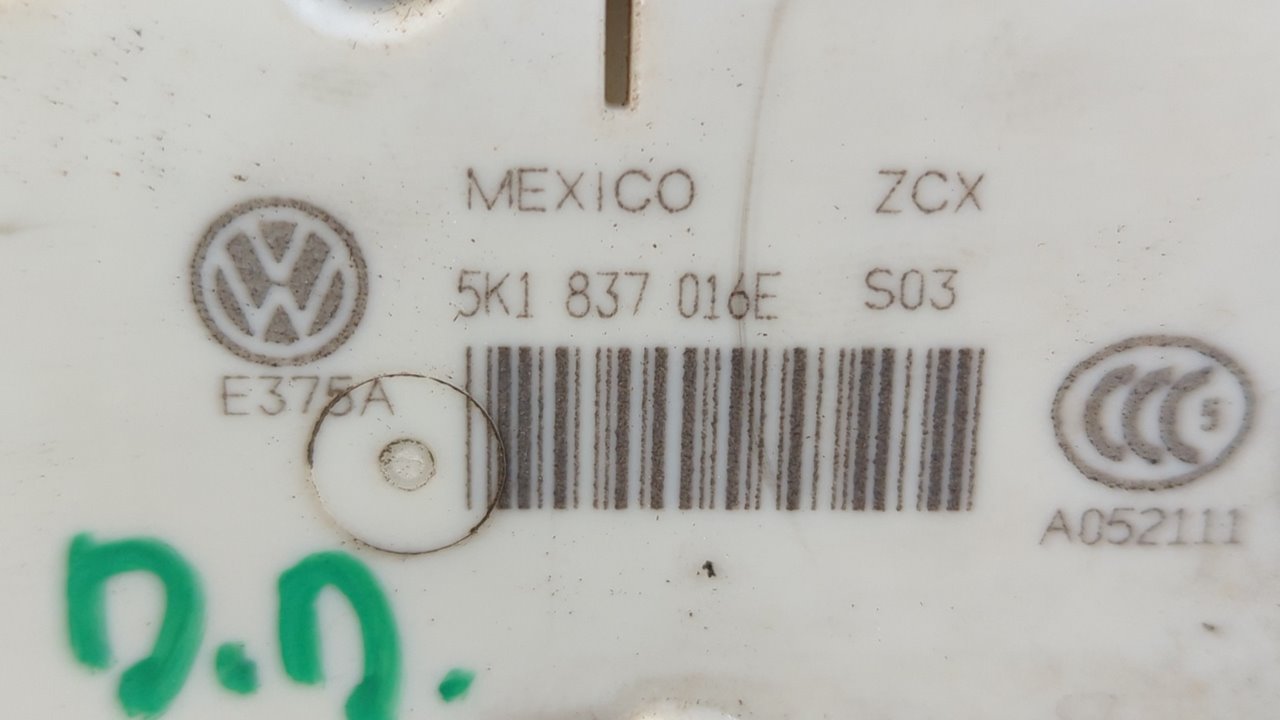 MEXICO ZCX
5K1 837 016E S03
E375A
S
A052111
п.п.